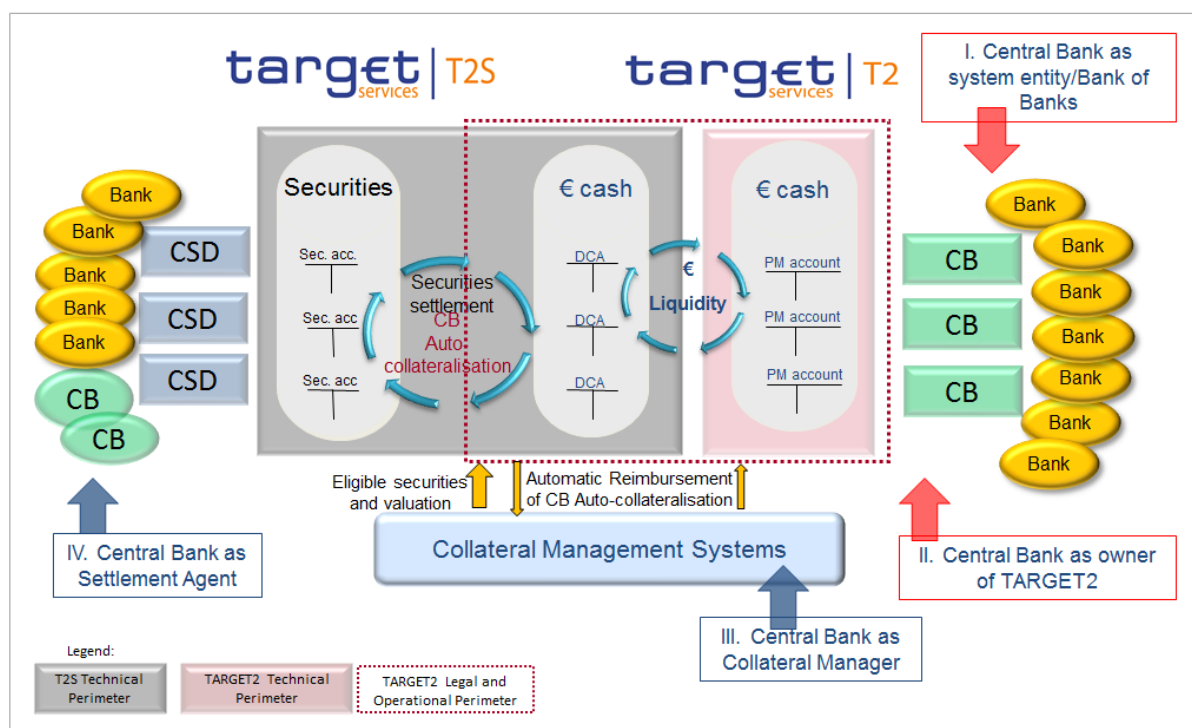 target services | T2S
target services | T2
I. Central Bank as
system entity/Bank of
Banks
Securities
€ cash
€ cash
Bank
Bank
Bank
Bank
Bank
CSD
CSD
CSD
CB
CB
Sec. acc.
Sec. acc
Sec. acc
Securities
settlement
CB
Auto-
collateralisation
DCA
DCA
DCA
€
Liquidity
PM account
PM account
PM account
CB
CB
CB
Bank
Bank
Bank
Bank
Bank
Bank
Bank
Eligible securities
and valuation
Automatic Reimbursement
of CB Auto-collateralisation
Collateral Management Systems
IV. Central Bank as
Settlement Agent
II. Central Bank as owner
of TARGET2
III. Central Bank as
Collateral Manager
Legend:
T2S Technical
Perimeter
TARGET2 Technical
Perimeter
TARGET2 Legal and
Operational Perimeter